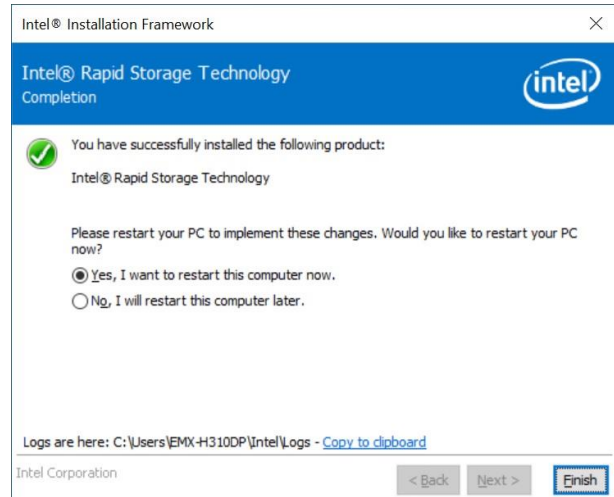 Intel® Installation Framework
Intel® Rapid Storage Technology
Completion
intel
You have successfully installed the following product:
Intel® Rapid Storage Technology
Please restart your PC to implement these changes. Would you like to restart your PC
now?
Yes, I want to restart this computer now.
No, I will restart this computer later.
Logs are here: C:\Users\EMX-H310DP\Intel\Logs - Copy to clipboard
Intel Corporation
< Back Next > Finish